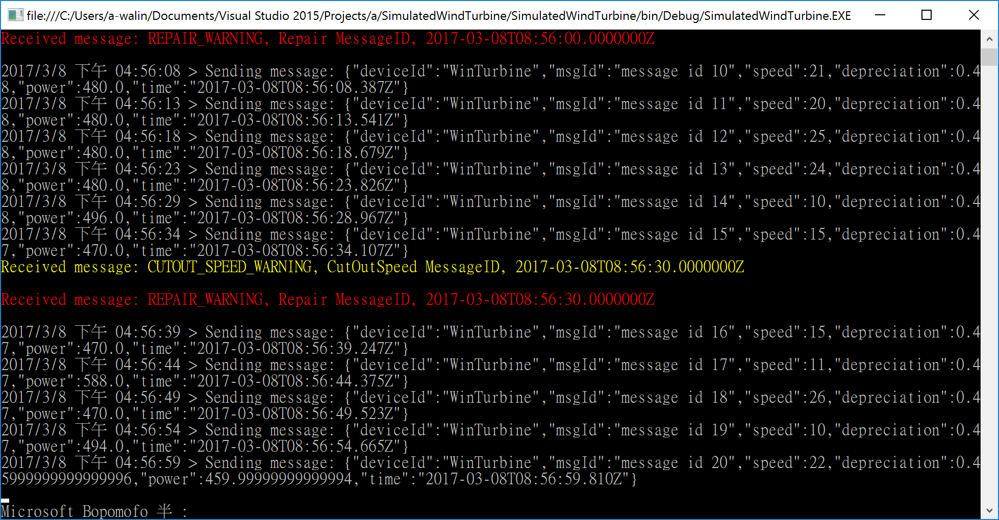 file:///C:/Users/a-walin/Documents/Visual Studio 2015/Projects/a/SimulatedWindTurbine/SimulatedWindTurbine/bin/Debug/SimulatedWindTurbine.EXE
Received message: REPAIR_WARNING, Repair MessageID, 2017-03-08T08:56:00.0000000Z
2017/3/8 下午 04:56:08 > Sending message: {"deviceId":"WinTurbine","msgId":"message id 10","speed":21,"depreciation":0.4
8,"power":480.0,"time":"2017-03-08T08:56:08.387Z"}
2017/3/8 下午 04:56:13 > Sending message: {"deviceId":"WinTurbine","msgId":"message id 11","speed":20,"depreciation":0.4
8,"power":480.0,"time":"2017-03-08T08:56:13.541Z"}
2017/3/8 下午 04:56:18 > Sending message: {"deviceId":"WinTurbine","msgId":"message id 12","speed":25,"depreciation":0.4
8,"power":480.0,"time":"2017-03-08T08:56:18.679Z"}
2017/3/8 下午 04:56:23 > Sending message: {"deviceId":"WinTurbine","msgId":"message id 13","speed":24,"depreciation":0.4
8,"power":480.0,"time":"2017-03-08T08:56:23.826Z"}
2017/3/8 下午 04:56:29 > Sending message: {"deviceId":"WinTurbine","msgId":"message id 14","speed":10,"depreciation":0.4
8,"power":496.0,"time":"2017-03-08T08:56:28.967Z"}
2017/3/8 下午 04:56:34 > Sending message: {"deviceId":"WinTurbine","msgId":"message id 15","speed":15,"depreciation":0.4
7,"power":470.0,"time":"2017-03-08T08:56:34.107Z"}
Received message: CUTOUT_SPEED_WARNING, CutOutSpeed MessageID, 2017-03-08T08:56:30.0000000Z
Received message: REPAIR_WARNING, Repair MessageID, 2017-03-08T08:56:30.0000000Z
2017/3/8 下午 04:56:39 > Sending message: {"deviceId":"WinTurbine","msgId":"message id 16","speed":15,"depreciation":0.4
7,"power":470.0,"time":"2017-03-08T08:56:39.247Z"}
2017/3/8 下午 04:56:44 > Sending message: {"deviceId":"WinTurbine","msgId":"message id 17","speed":11,"depreciation":0.4
7,"power":588.0,"time":"2017-03-08T08:56:44.375Z"}
2017/3/8 下午 04:56:49 > Sending message: {"deviceId":"WinTurbine","msgId":"message id 18","speed":26,"depreciation":0.4
7,"power":470.0,"time":"2017-03-08T08:56:49.523Z"}
2017/3/8 下午 04:56:54 > Sending message: {"deviceId":"WinTurbine","msgId":"message id 19","speed":10,"depreciation":0.4
7,"power":494.0,"time":"2017-03-08T08:56:54.665Z"}
2017/3/8 下午 04:56:59 > Sending message: {"deviceId":"WinTurbine","msgId":"message id 20","speed":22,"depreciation":0.4
5999999999999996,"power":459.99999999999994,"time":"2017-03-08T08:56:59.810Z"}
Microsoft Bopomofo 半 :